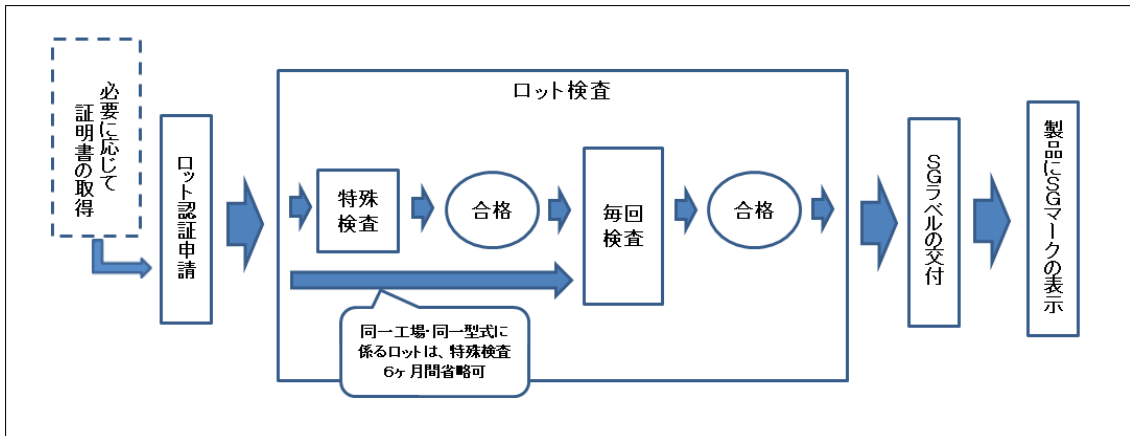 必要に応じて
証明書の取得
ロット認証申請
ロット検査
特殊
検査
合格
毎回
検査
合格
同一工場・同一型式に
係るロットは、特殊検査
6ヶ月間省略可
SGラベルの交付
製品にSGマークの表示